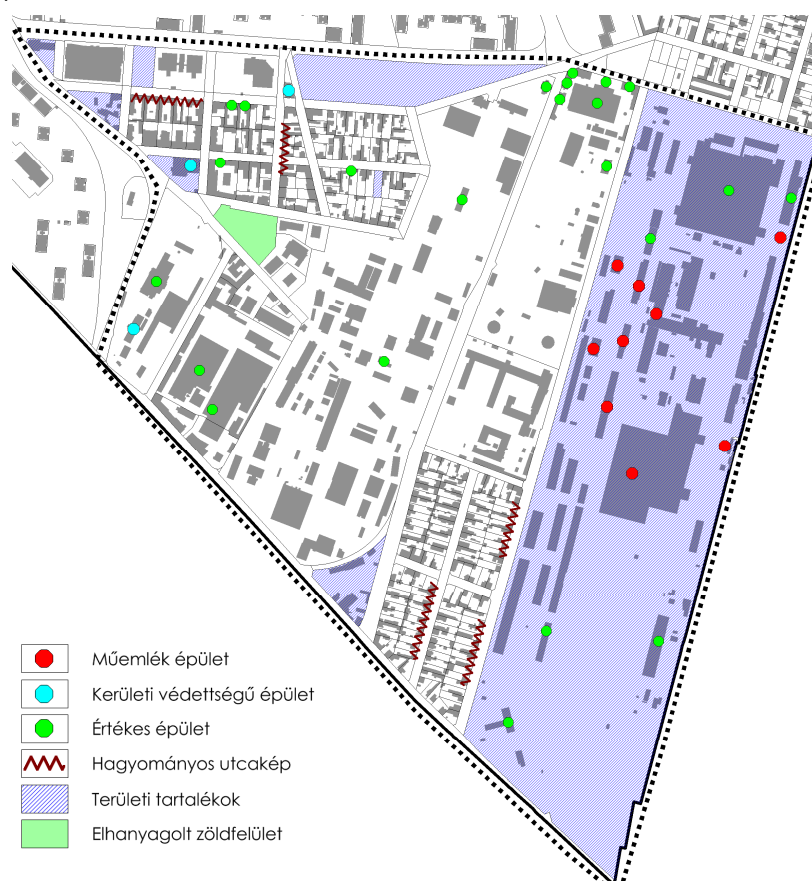 Műemlék épület
Kerületi védettségű épület
Értékes épület
Hagyományos utcakép
Területi tartalékok
Elhanyagolt zöldfelület